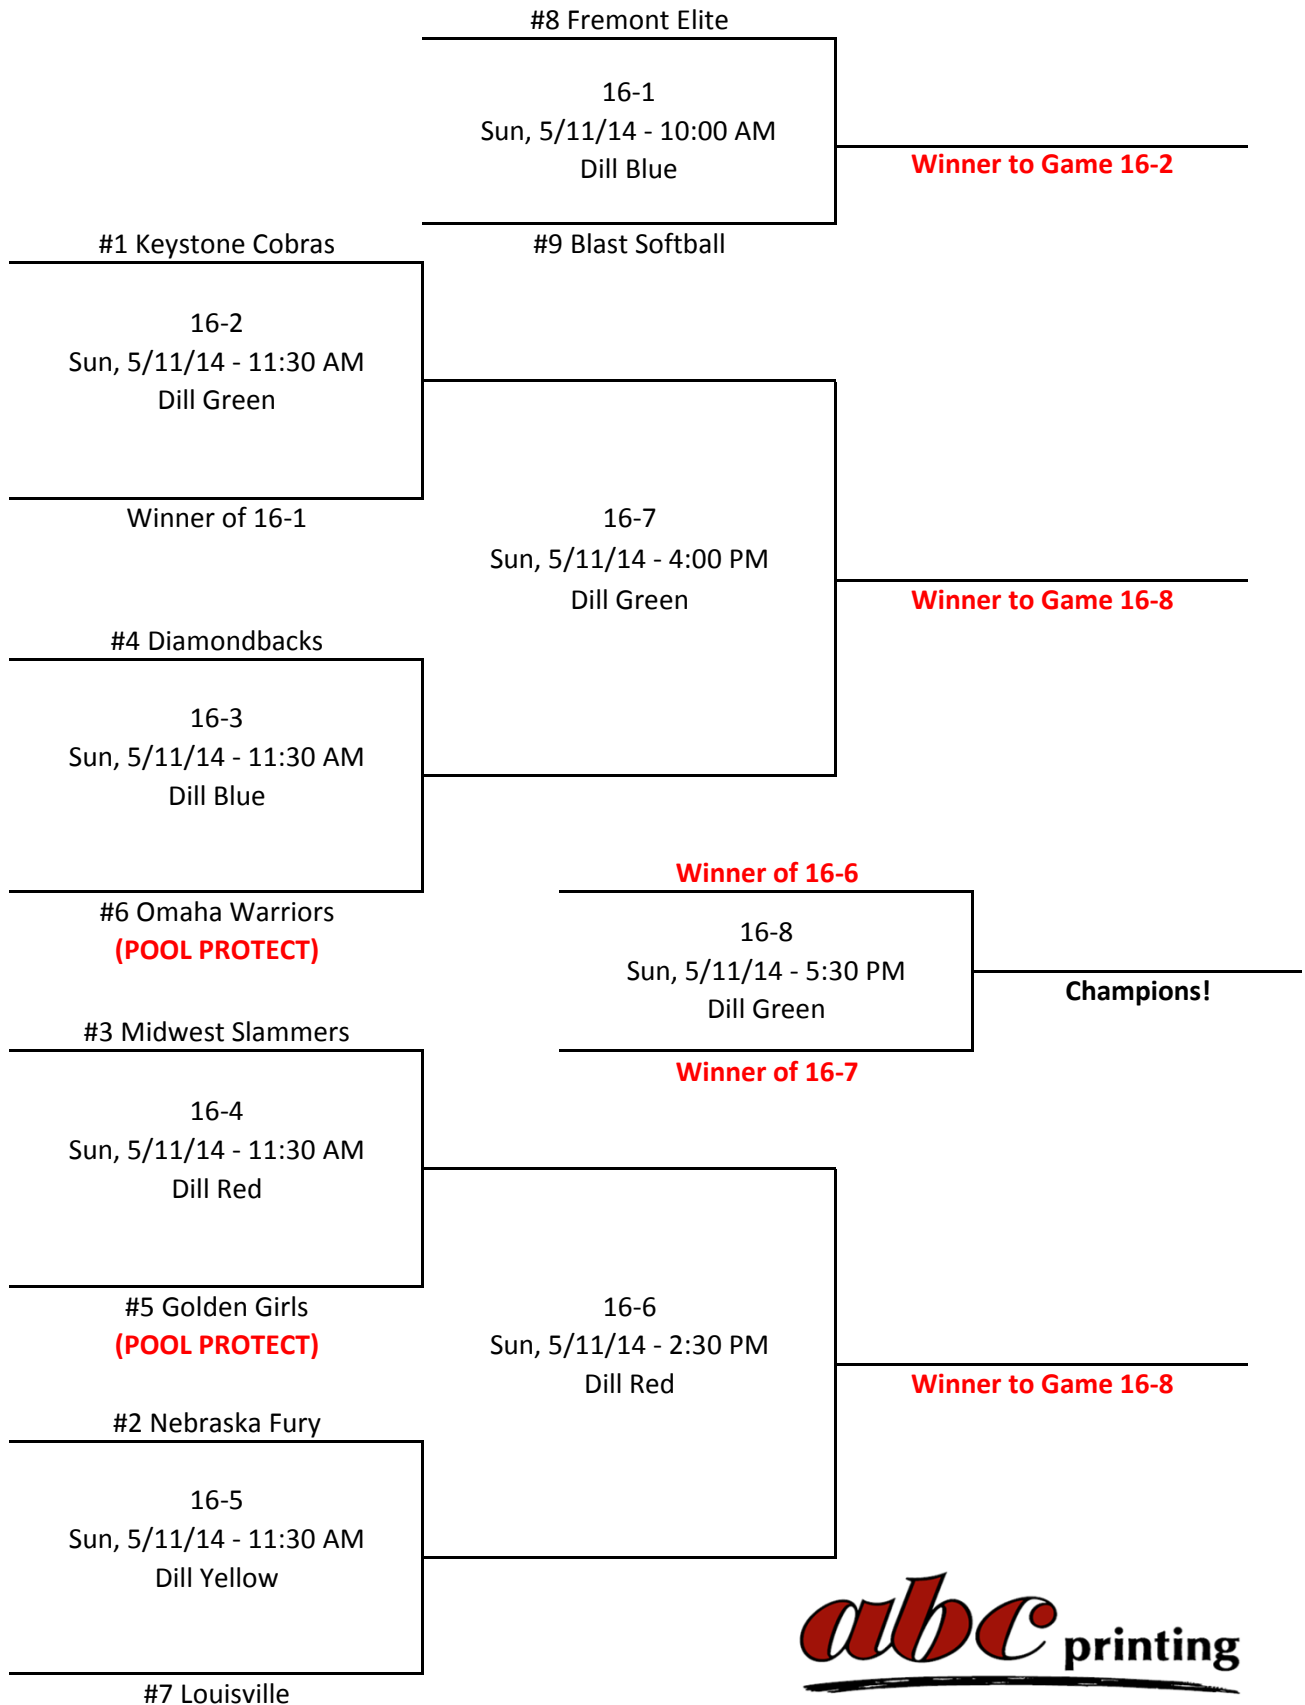 #8 Fremont Elite
16-1
Sun, 5/11/14 - 10:00 AM
Dill Blue
Winner to Game 16-2
#9 Blast Softball
#1 Keystone Cobras
16-2
Sun, 5/11/14 - 11:30 AM
Dill Green
Winner of 16-1
16-7
Sun, 5/11/14 - 4:00 PM
Dill Green
Winner to Game 16-8
#4 Diamondbacks
16-3
Sun, 5/11/14 - 11:30 AM
Dill Blue
#6 Omaha Warriors
(POOL PROTECT)
Winner of 16-6
16-8
Sun, 5/11/14 - 5:30 PM
Dill Green
Champions!
Winner of 16-7
#3 Midwest Slammers
16-4
Sun, 5/11/14 - 11:30 AM
Dill Red
#5 Golden Girls
(POOL PROTECT)
16-6
Sun, 5/11/14 - 2:30 PM
Dill Red
Winner to Game 16-8
#2 Nebraska Fury
16-5
Sun, 5/11/14 - 11:30 AM
Dill Yellow
#7 Louisville
abc printing